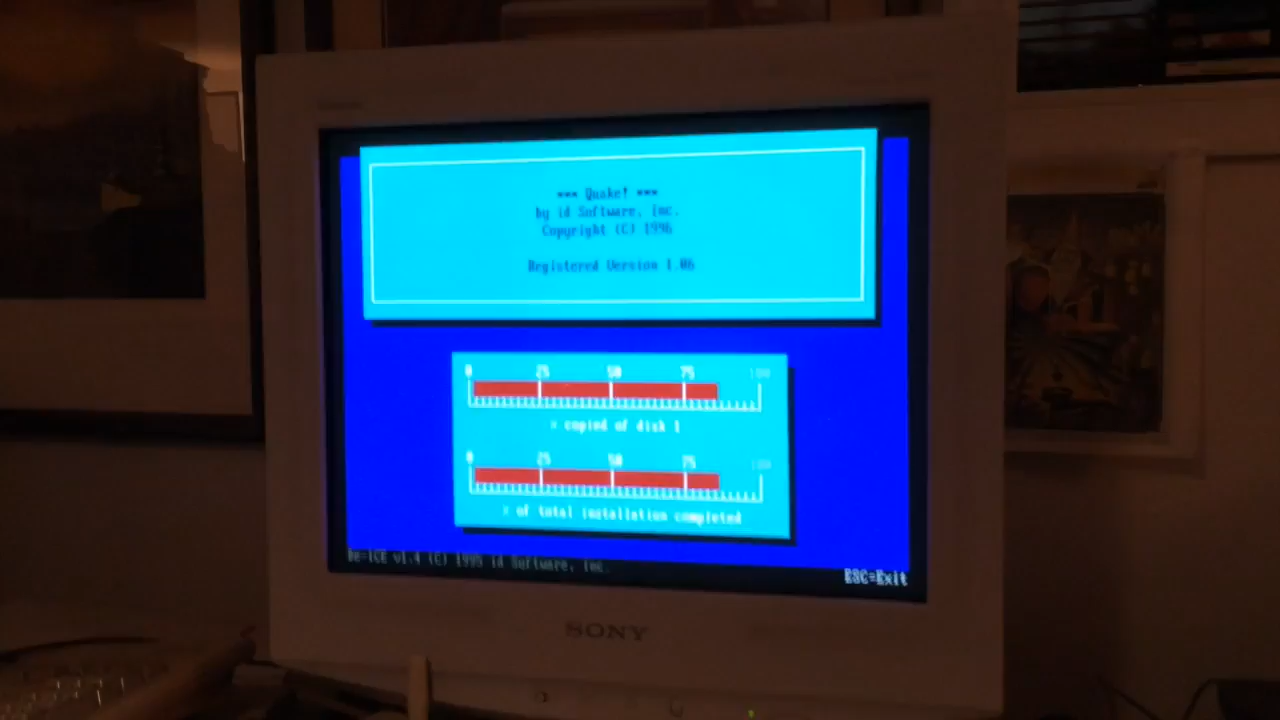 *** Quake! ***
by id Software, Inc.
Copyright (C) 1996
Registered Version 1.06
0 25 50 75 100
% copied of disk 1
0 25 50 75 100
% of total installation completed
De-ICE v1.4 (C) 1995 id Software, Inc.
ESC=Exit
SONY